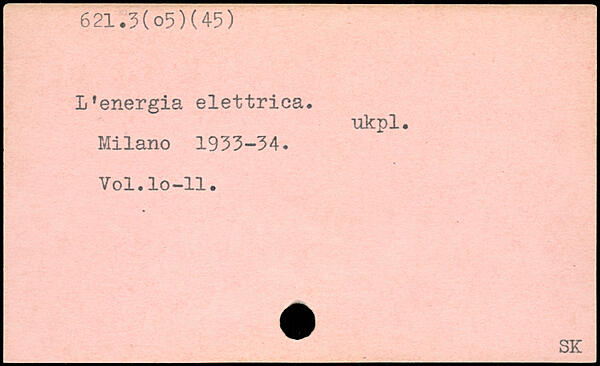 621.3(o5)(45)
L'energia elettrica.
ukpl.
Milano 1933-34.
Vol.lo-ll.
SK